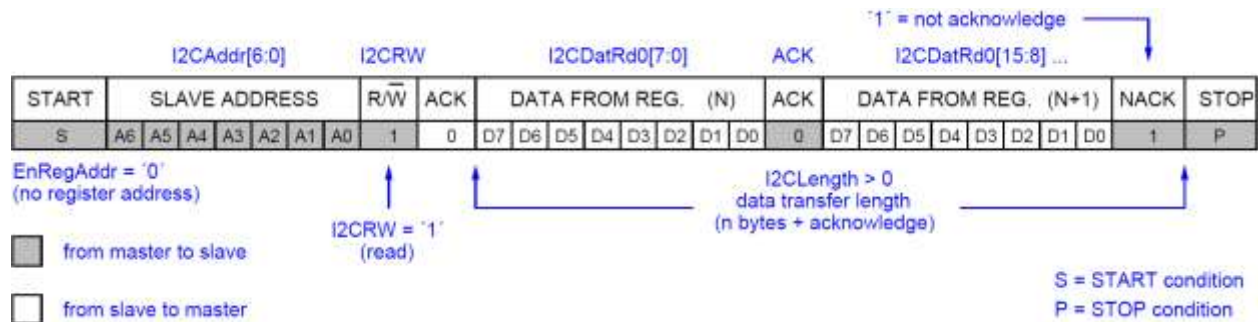 ´1´ = not acknowledge
I2CAddr[6:0] I2CRW I2CDatRd0[7:0] ACK I2CDatRd0[15:8] ...
START SLAVE ADDRESS R/W̅ ACK DATA FROM REG. (N) ACK DATA FROM REG. (N+1) NACK STOP
S A6 A5 A4 A3 A2 A1 A0 1 0 D7 D6 D5 D4 D3 D2 D1 D0 0 D7 D6 D5 D4 D3 D2 D1 D0 1 P
EnRegAddr = ´0´
(no register address)
I2CRW = ´1´
(read)
I2CLength > 0
data transfer length
(n bytes + acknowledge)
from master to slave
from slave to master
S = START condition
P = STOP condition